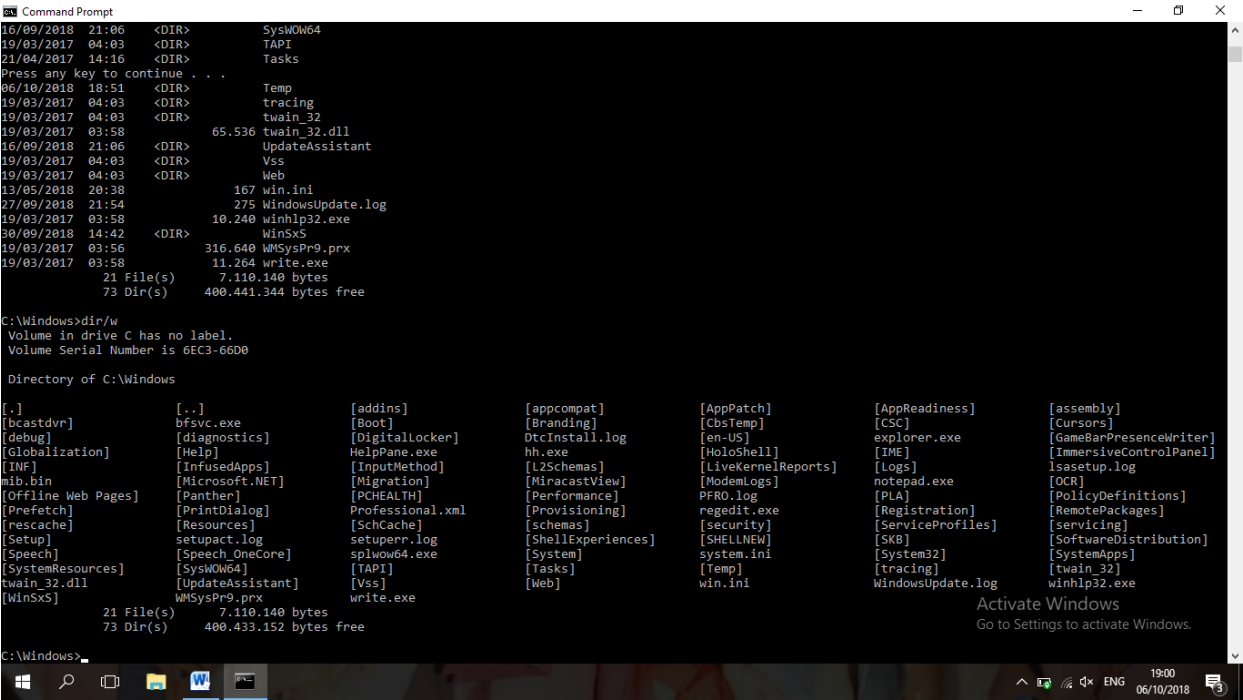 Command Prompt
16/09/2018  21:06    <DIR>          SysWOW64
19/03/2017  04:03    <DIR>          TAPI
21/04/2017  14:16    <DIR>          Tasks
Press any key to continue . . .
06/10/2018  18:51    <DIR>          Temp
19/03/2017  04:03    <DIR>          tracing
19/03/2017  04:03    <DIR>          twain_32
19/03/2017  03:58            65.536 twain_32.dll
16/09/2018  21:06    <DIR>          UpdateAssistant
19/03/2017  04:03    <DIR>          Vss
19/03/2017  04:03    <DIR>          Web
13/05/2018  20:38               167 win.ini
27/09/2018  21:54               275 WindowsUpdate.log
19/03/2017  03:58            10.240 winhlp32.exe
30/09/2018  14:42    <DIR>          WinSxS
19/03/2017  03:56           316.640 WMSysPr9.prx
19/03/2017  03:58            11.264 write.exe
21 File(s)      7.110.140 bytes
73 Dir(s)     400.441.344 bytes free
C:\Windows>dir/w
Volume in drive C has no label.
Volume Serial Number is 6EC3-66D0
Directory of C:\Windows
[.] [..] [addins] [appcompat] [AppPatch] [AppReadiness] [assembly]
[bcastdvr] bfsvc.exe [Boot] [Branding] [CbsTemp] [CSC] [Cursors]
[debug] [diagnostics] [DigitalLocker] DtcInstall.log [en-US] explorer.exe [GameBarPresenceWriter]
[Globalization] [Help] HelpPane.exe hh.exe [HoloShell] [IME] [ImmersiveControlPanel]
[INF] [InfusedApps] [InputMethod] [L2Schemas] [LiveKernelReports] [Logs] lsasetup.log
mib.bin [Microsoft.NET] [Migration] [MiracastView] [ModemLogs] notepad.exe [OCR]
[Offline Web Pages] [Panther] [PCHEALTH] [Performance] PFRO.log [PLA] [PolicyDefinitions]
[Prefetch] [PrintDialog] Professional.xml [Provisioning] regedit.exe [Registration] [RemotePackages]
[rescache] [Resources] [SchCache] [schemas] [security] [ServiceProfiles] [servicing]
[Setup] setupact.log setuperr.log [ShellExperiences] [SHELLNEW] [SKB] [SoftwareDistribution]
[Speech] [Speech_OneCore] splwow64.exe [System] system.ini [System32] [SystemApps]
[SystemResources] [SysWOW64] [TAPI] [Tasks] [Temp] [tracing] [twain_32]
twain_32.dll [UpdateAssistant] [Vss] [Web] win.ini WindowsUpdate.log winhlp32.exe
[WinSxS] WMSysPr9.prx write.exe
21 File(s)      7.110.140 bytes
73 Dir(s)     400.433.152 bytes free
Activate Windows
Go to Settings to activate Windows.
C:\Windows>
ENG
19:00
06/10/2018
3